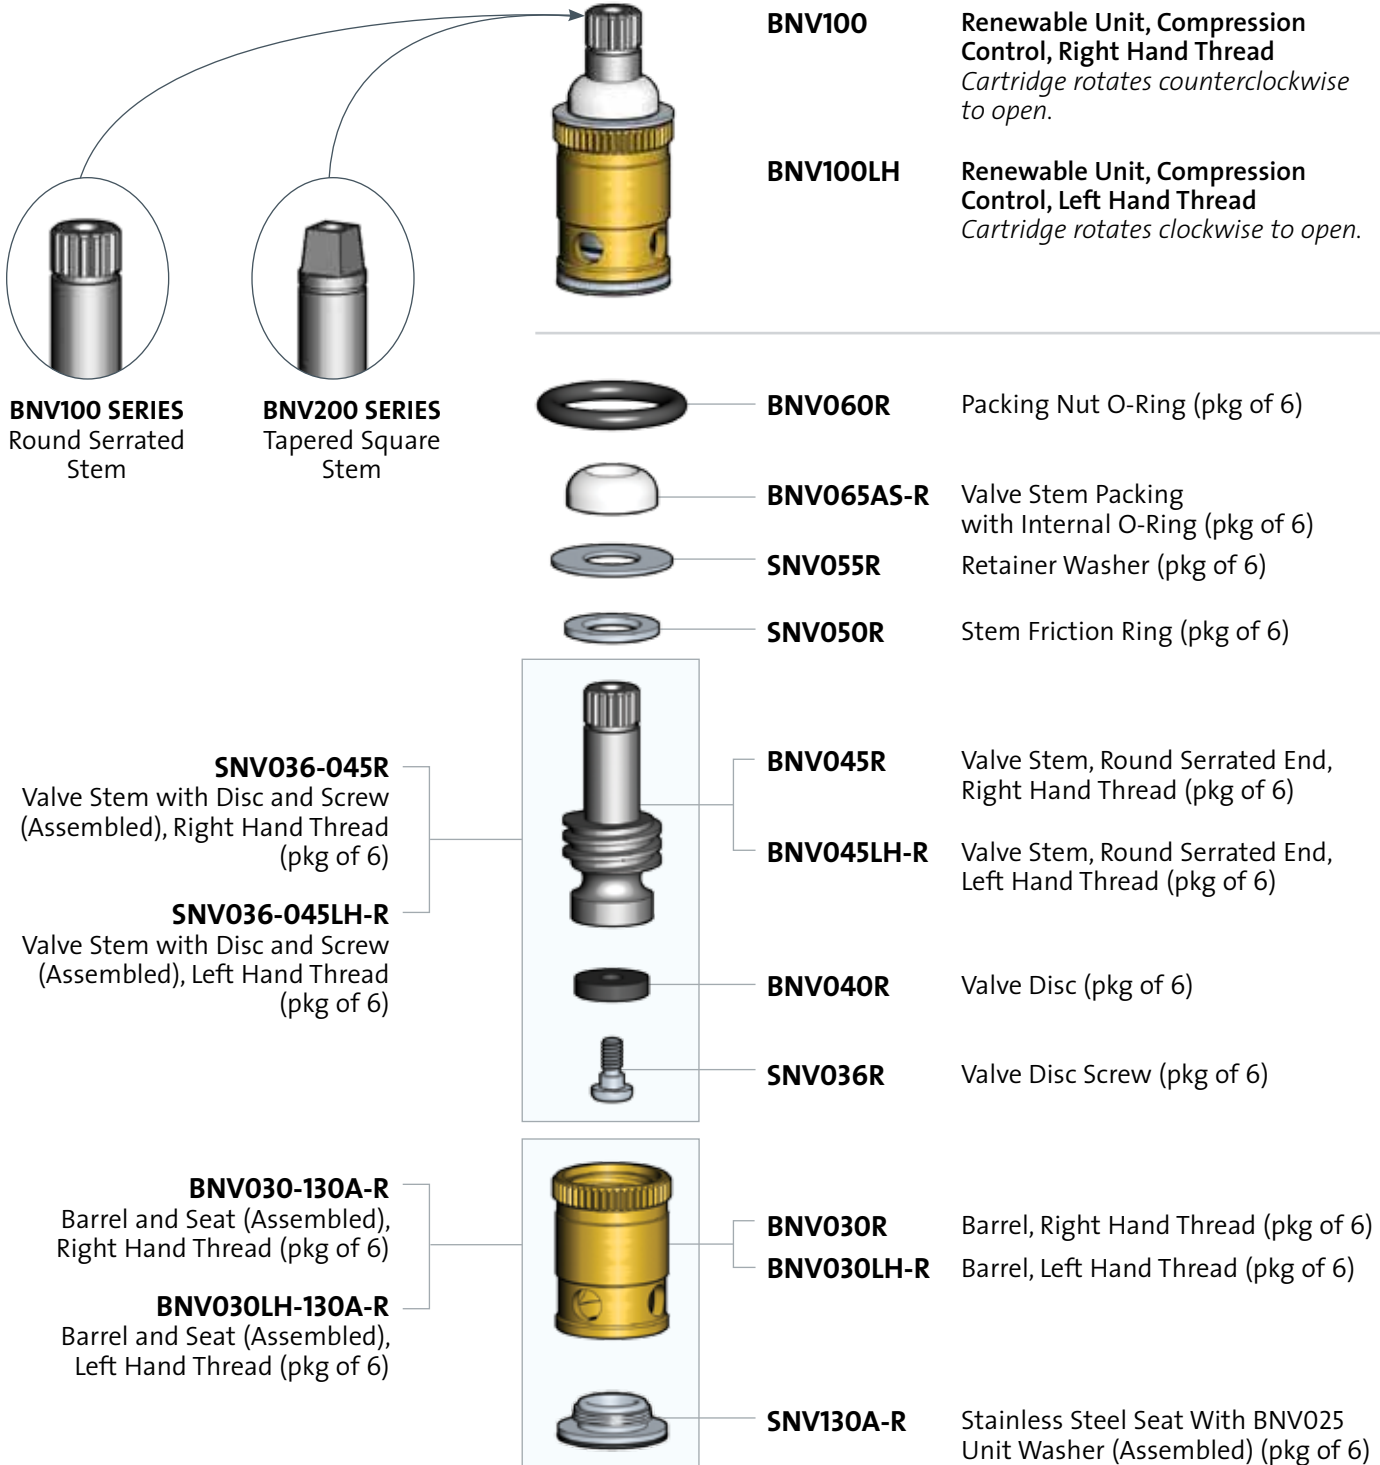 BNV100
Renewable Unit, Compression
Control, Right Hand Thread
Cartridge rotates counterclockwise
to open.
BNV100LH
Renewable Unit, Compression
Control, Left Hand Thread
Cartridge rotates clockwise to open.
BNV100 SERIES
Round Serrated
Stem
BNV200 SERIES
Tapered Square
Stem
BNV060R
Packing Nut O-Ring (pkg of 6)
BNV065AS-R
Valve Stem Packing
with Internal O-Ring (pkg of 6)
SNV055R
Retainer Washer (pkg of 6)
SNV050R
Stem Friction Ring (pkg of 6)
SNV036-045R
Valve Stem with Disc and Screw
(Assembled), Right Hand Thread
(pkg of 6)
SNV036-045LH-R
Valve Stem with Disc and Screw
(Assembled), Left Hand Thread
(pkg of 6)
BNV045R
Valve Stem, Round Serrated End,
Right Hand Thread (pkg of 6)
BNV045LH-R
Valve Stem, Round Serrated End,
Left Hand Thread (pkg of 6)
BNV040R
Valve Disc (pkg of 6)
SNV036R
Valve Disc Screw (pkg of 6)
BNV030-130A-R
Barrel and Seat (Assembled),
Right Hand Thread (pkg of 6)
BNV030LH-130A-R
Barrel and Seat (Assembled),
Left Hand Thread (pkg of 6)
BNV030R
Barrel, Right Hand Thread (pkg of 6)
BNV030LH-R
Barrel, Left Hand Thread (pkg of 6)
SNV130A-R
Stainless Steel Seat With BNV025
Unit Washer (Assembled) (pkg of 6)